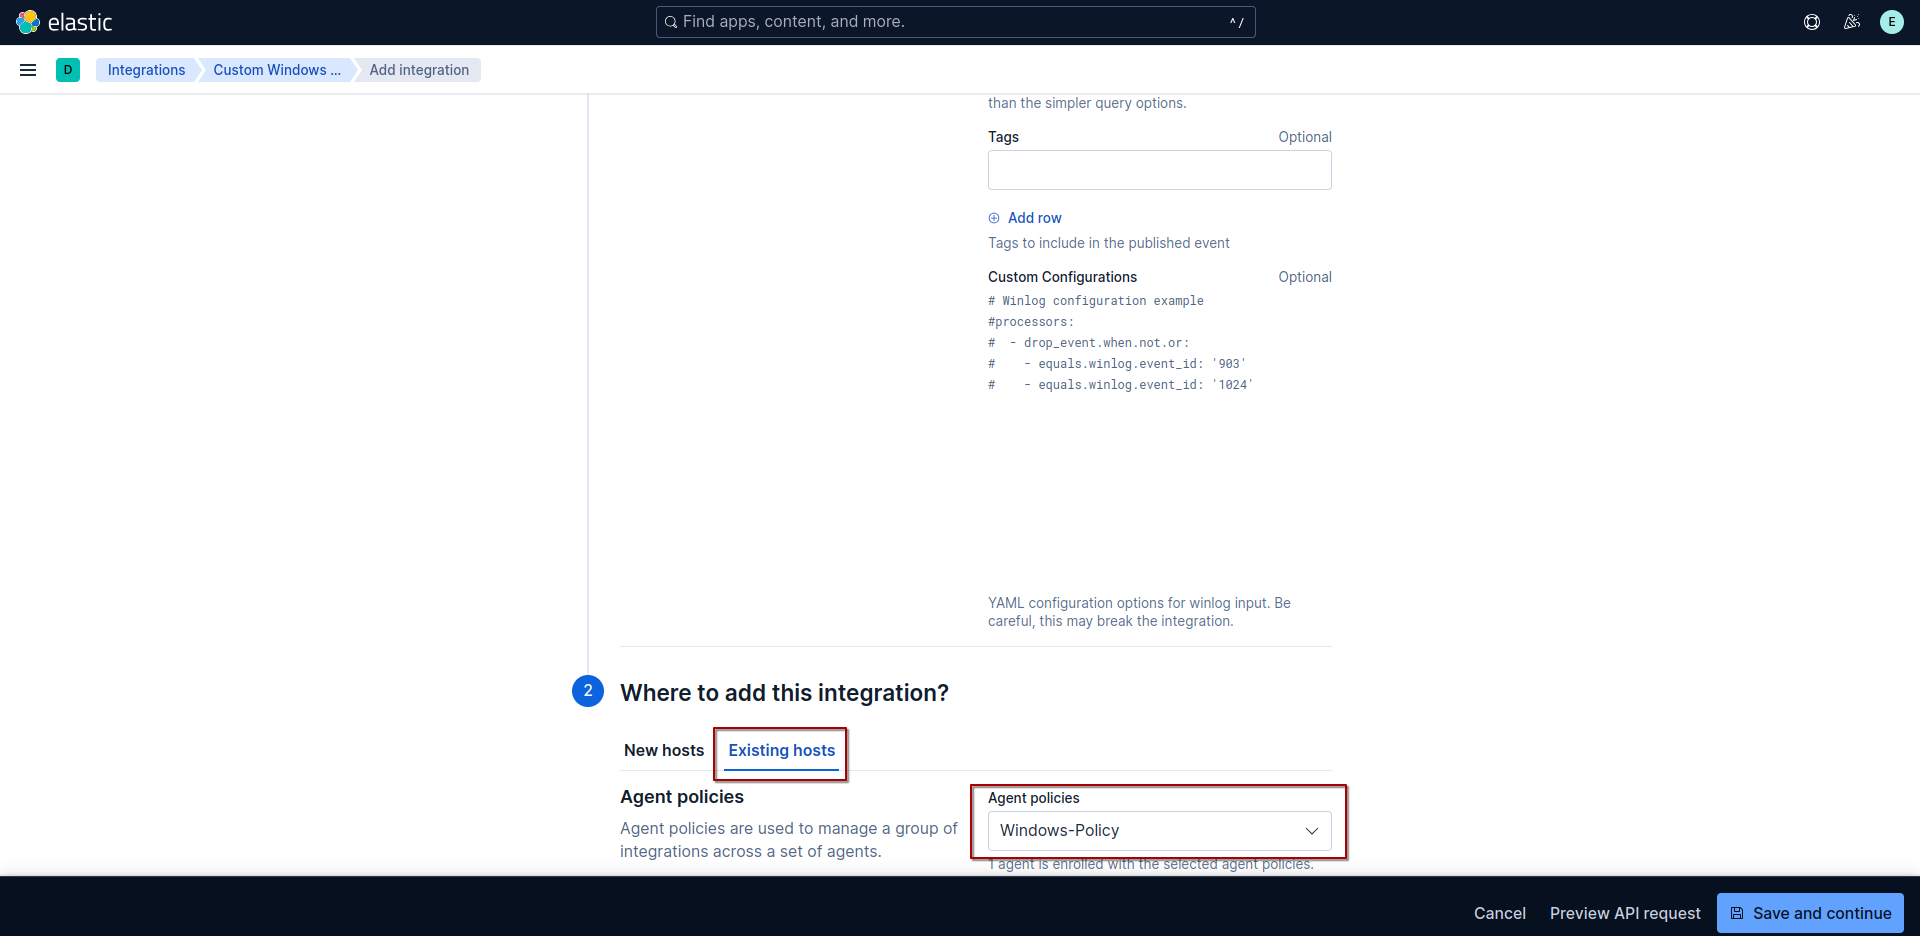 elastic
Find apps, content, and more.
^ /
E
D
Integrations
Custom Windows ...
Add integration
than the simpler query options.
Tags
Optional
Add row
Tags to include in the published event
Custom Configurations
Optional
# Winlog configuration example
#processors:
#  - drop_event.when.not.or:
#    - equals.winlog.event_id: '903'
#    - equals.winlog.event_id: '1024'
YAML configuration options for winlog input. Be
careful, this may break the integration.
2
Where to add this integration?
New hosts
Existing hosts
Agent policies
Agent policies are used to manage a group of
integrations across a set of agents.
Agent policies
Windows-Policy
1 agent is enrolled with the selected agent policies.
Cancel
Preview API request
Save and continue